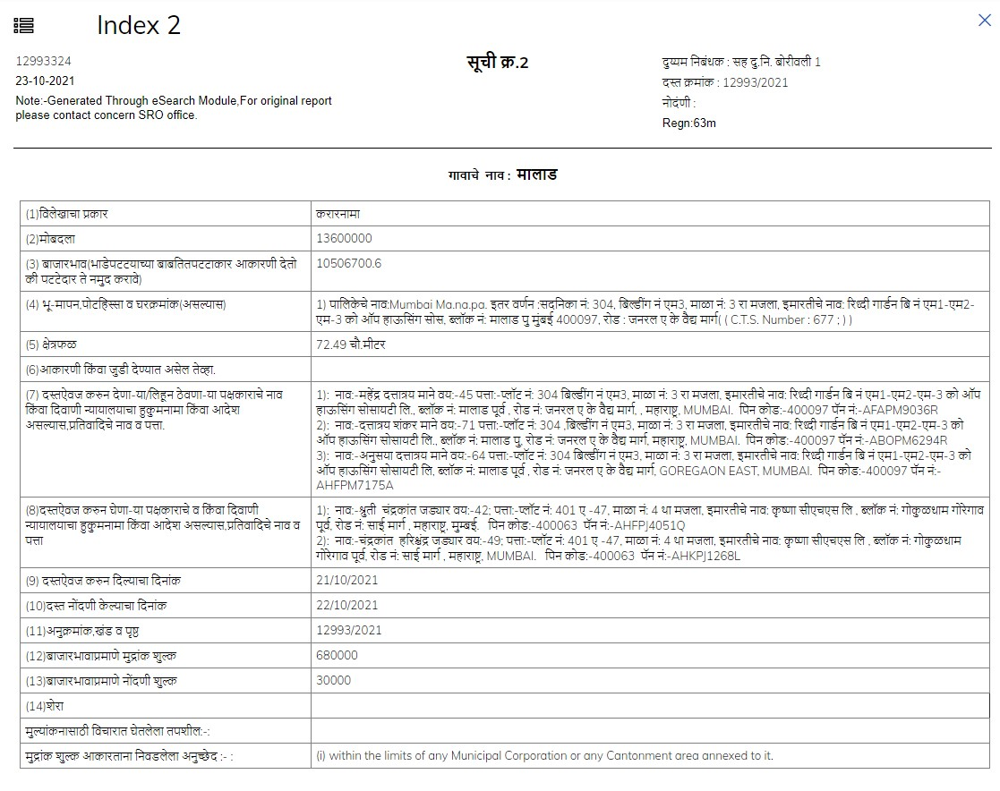 Index 2
12993324
23-10-2021
Note:-Generated Through eSearch Module,For original report
please contact concern SRO office.
सूची क्र.2
दुय्यम निबंधक : सह दु.नि. बोरीवली 1
दस्त क्रमांक : 12993/2021
नोदंणी :
Regn:63m
गावाचे नाव : मालाड
(1)विलेखाचा प्रकार
करारनामा
(2)मोबदला
13600000
(3) बाजारभाव(भाडेपटटयाच्या बाबतितपटटाकार आकारणी देतो
की पटटेदार ते नमुद करावे)
10506700.6
(4) भू-मापन,पोटहिस्सा व घरक्रमांक(असल्यास)
1) पालिकेचे नाव:Mumbai Ma.na.pa. इतर वर्णन :सदनिका नं: 304, बिल्डींग नं एम3, माळा नं: 3 रा मजला, इमारतीचे नाव: रिध्दी गार्डन बि नं एम1-एम2-
एम-3 को ऑप हाऊसिंग सोस, ब्लॉक नं: मालाड पु मुंबई 400097, रोड : जनरल ए के वैद्य मार्ग( ( C.T.S. Number : 677 ; ) )
(5) क्षेत्रफळ
72.49 चौ.मीटर
(6)आकारणी किंवा जुडी देण्यात असेल तेव्हा.
(7) दस्तऐवज करुन देणा-या/लिहून ठेवणा-या पक्षकाराचे नाव
किंवा दिवाणी न्यायालयाचा हुकुमनामा किंवा आदेश
असल्यास,प्रतिवादिचे नाव व पत्ता.
1): नाव:-महेंद्र दत्तात्रय माने वय:-45 पत्ता:-प्लॉट नं: 304 बिल्डींग नं एम3, माळा नं: 3 रा मजला, इमारतीचे नाव: रिध्दी गार्डन बि नं एम1-एम2-एम-3 को ऑप
हाऊसिंग सोसायटी लि., ब्लॉक नं: मालाड पूर्व , रोड नं: जनरल ए के वैद्य मार्ग, , महाराष्ट्र, MUMBAI. पिन कोड:-400097 पॅन नं:-AFAPM9036R
2): नाव:-दत्तात्रय शंकर माने वय:-71 पत्ता:-प्लॉट नं: 304 ,बिल्डींग नं एम3, माळा नं: 3 रा मजला, इमारतीचे नाव: रिध्दी गार्डन बि नं एम1-एम2-एम-3 को
ऑप हाऊसिंग सोसायटी लि., ब्लॉक नं: मालाड पु, रोड नं: जनरल ए के वैद्य मार्ग, महाराष्ट्र, MUMBAI. पिन कोड:-400097 पॅन नं:-ABOPM6294R
3): नाव:-अनुसया दत्तात्रय माने वय:-64 पत्ता:-प्लॉट नं: 304 बिल्डींग नं एम3, माळा नं: 3 रा मजला, इमारतीचे नाव: रिध्दी गार्डन बि नं एम1-एम2-एम-3 को
ऑप हाऊसिंग सोसायटी लि, ब्लॉक नं: मालाड पूर्व , रोड नं: जनरल ए के वैद्य मार्ग, GOREGAON EAST, MUMBAI. पिन कोड:-400097 पॅन नं:-
AHFPM7175A
(8)दस्तऐवज करुन घेणा-या पक्षकाराचे व किंवा दिवाणी
न्यायालयाचा हुकुमनामा किंवा आदेश असल्यास,प्रतिवादिचे नाव व
पत्ता
1): नाव:-श्रुती चंद्रकांत जड्यार वय:-42; पत्ता:-प्लॉट नं: 401 ए -47, माळा नं: 4 था मजला, इमारतीचे नाव: कृष्णा सीएचएस लि , ब्लॉक नं: गोकुळधाम गोरेगाव
पूर्व, रोड नं: साई मार्ग , महाराष्ट्र, मुम्बई. पिन कोड:-400063 पॅन नं:-AHFPJ4051Q
2): नाव:-चंद्रकांत हरिश्चंद्र जड्यार वय:-49; पत्ता:-प्लॉट नं: 401 ए -47, माळा नं: 4 था मजला, इमारतीचे नाव: कृष्णा सीएचएस लि , ब्लॉक नं: गोकुळधाम
गोरेगाव पूर्व, रोड नं: साई मार्ग , महाराष्ट्र, MUMBAI. पिन कोड:-400063 पॅन नं:-AHKPJ1268L
(9) दस्तऐवज करुन दिल्याचा दिनांक
21/10/2021
(10)दस्त नोंदणी केल्याचा दिनांक
22/10/2021
(11)अनुक्रमांक,खंड व पृष्ठ
12993/2021
(12)बाजारभावाप्रमाणे मुद्रांक शुल्क
680000
(13)बाजारभावाप्रमाणे नोंदणी शुल्क
30000
(14)शेरा
मुल्यांकनासाठी विचारात घेतलेला तपशील:-:
मुद्रांक शुल्क आकारताना निवडलेला अनुच्छेद :- :
(i) within the limits of any Municipal Corporation or any Cantonment area annexed to it.